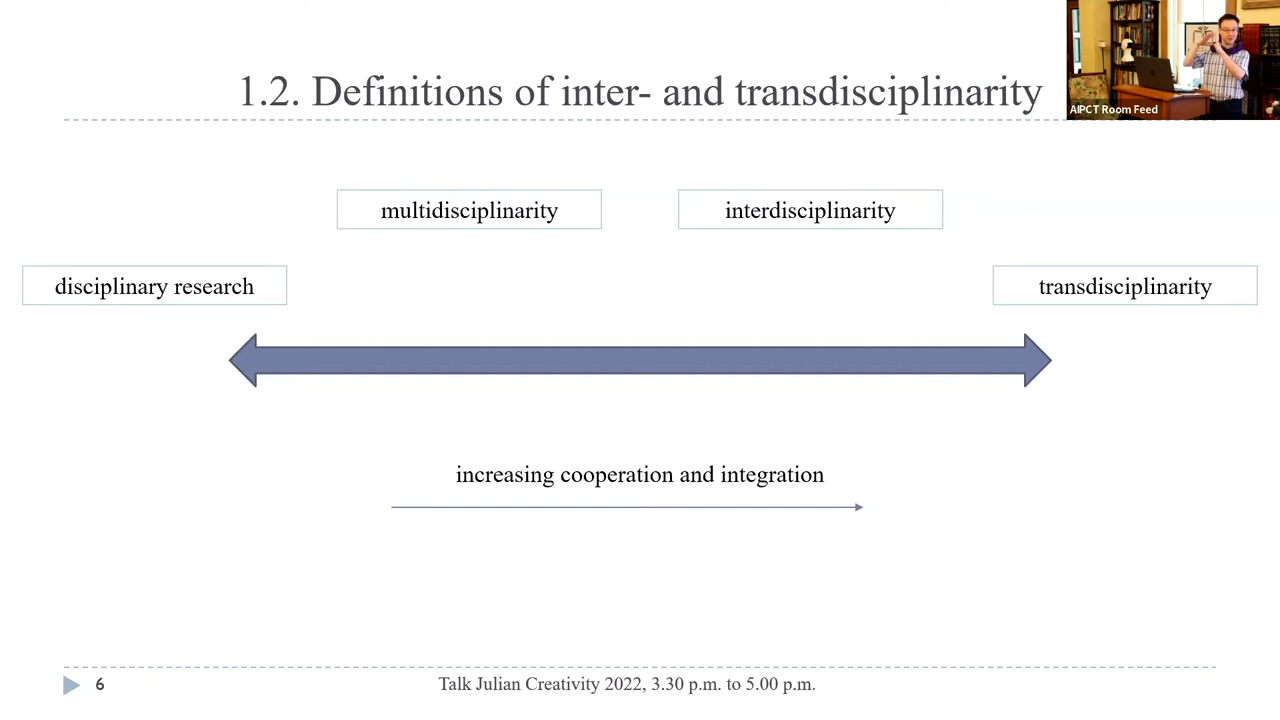 1.2. Definitions of inter- and transdisciplinarity
AIPCT Room Feed
multidisciplinarity
interdisciplinarity
disciplinary research
transdisciplinarity
increasing cooperation and integration
6
Talk Julian Creativity 2022, 3.30 p.m. to 5.00 p.m.